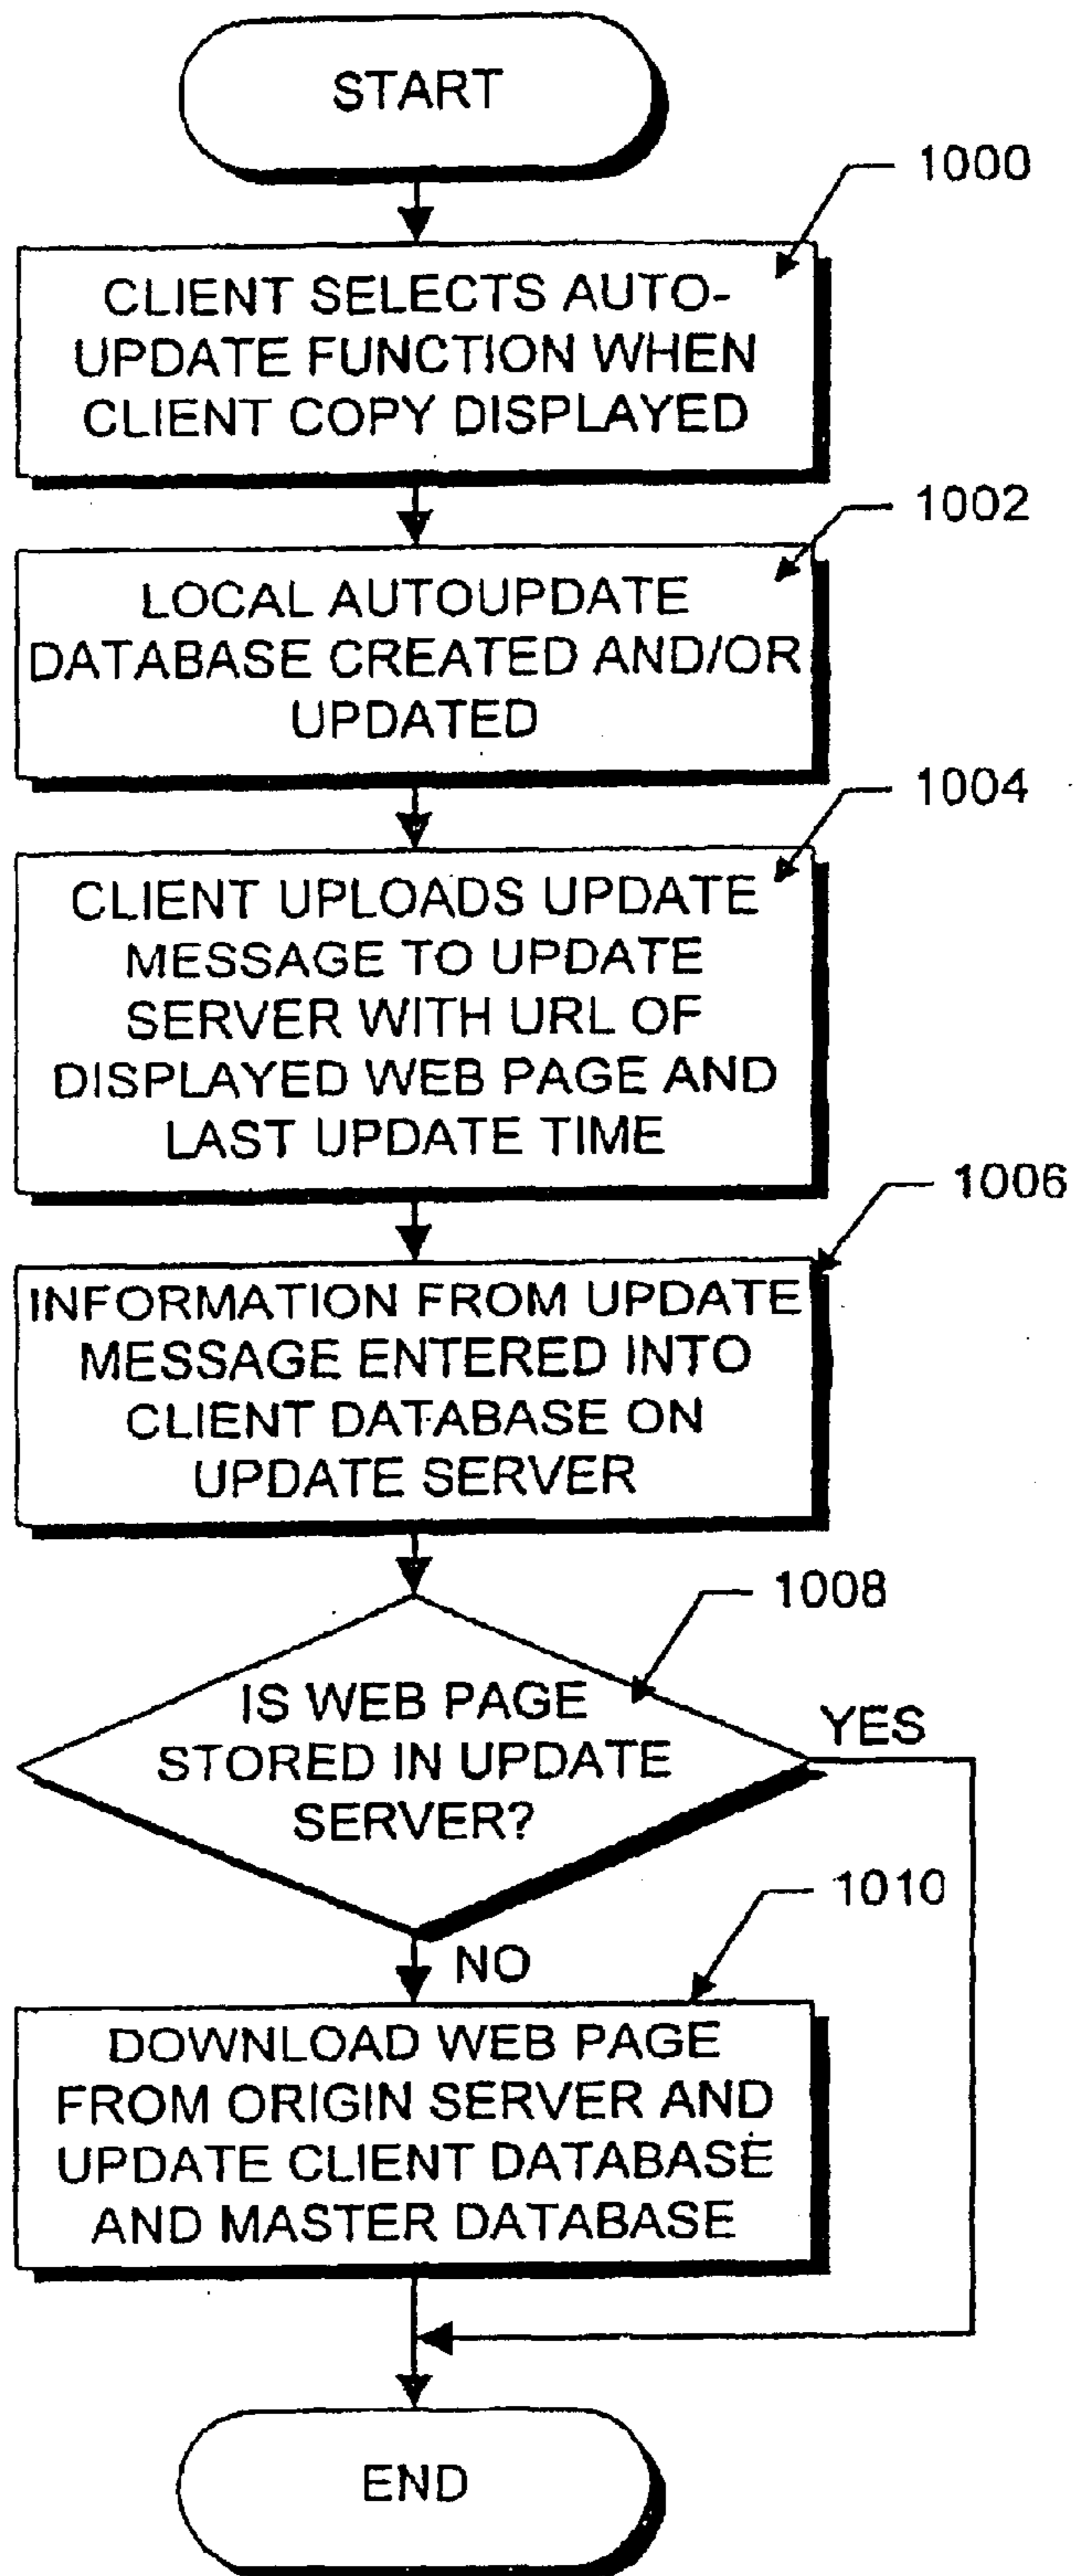 START
1000
CLIENT SELECTS AUTO-
UPDATE FUNCTION WHEN
CLIENT COPY DISPLAYED
1002
LOCAL AUTOUPDATE
DATABASE CREATED AND/OR
UPDATED
1004
CLIENT UPLOADS UPDATE
MESSAGE TO UPDATE
SERVER WITH URL OF
DISPLAYED WEB PAGE AND
LAST UPDATE TIME
1006
INFORMATION FROM UPDATE
MESSAGE ENTERED INTO
CLIENT DATABASE ON
UPDATE SERVER
1008
IS WEB PAGE
STORED IN UPDATE
SERVER?
YES
NO
1010
DOWNLOAD WEB PAGE
FROM ORIGIN SERVER AND
UPDATE CLIENT DATABASE
AND MASTER DATABASE
END